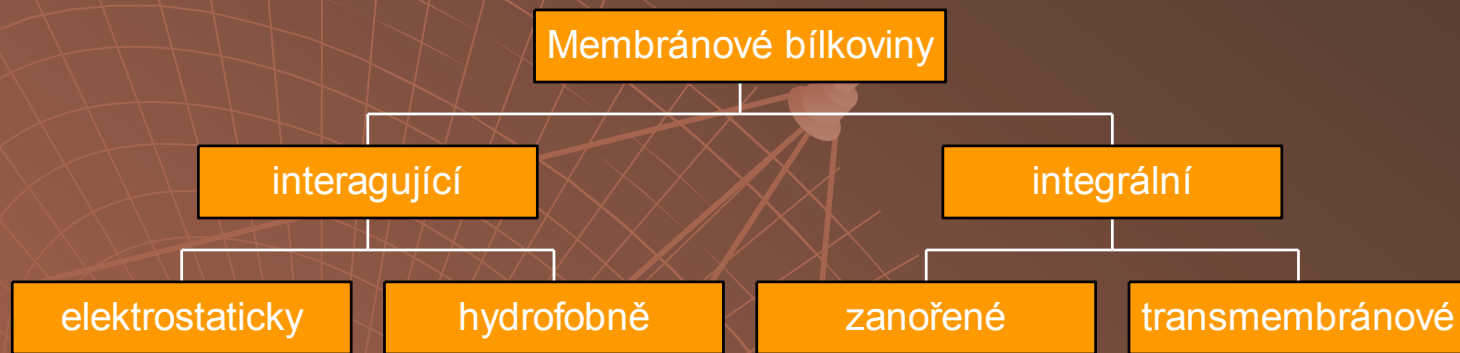 Membránové bílkoviny
interagující
integrální
elektrostaticky
hydrofobně
zanořené
transmembránové